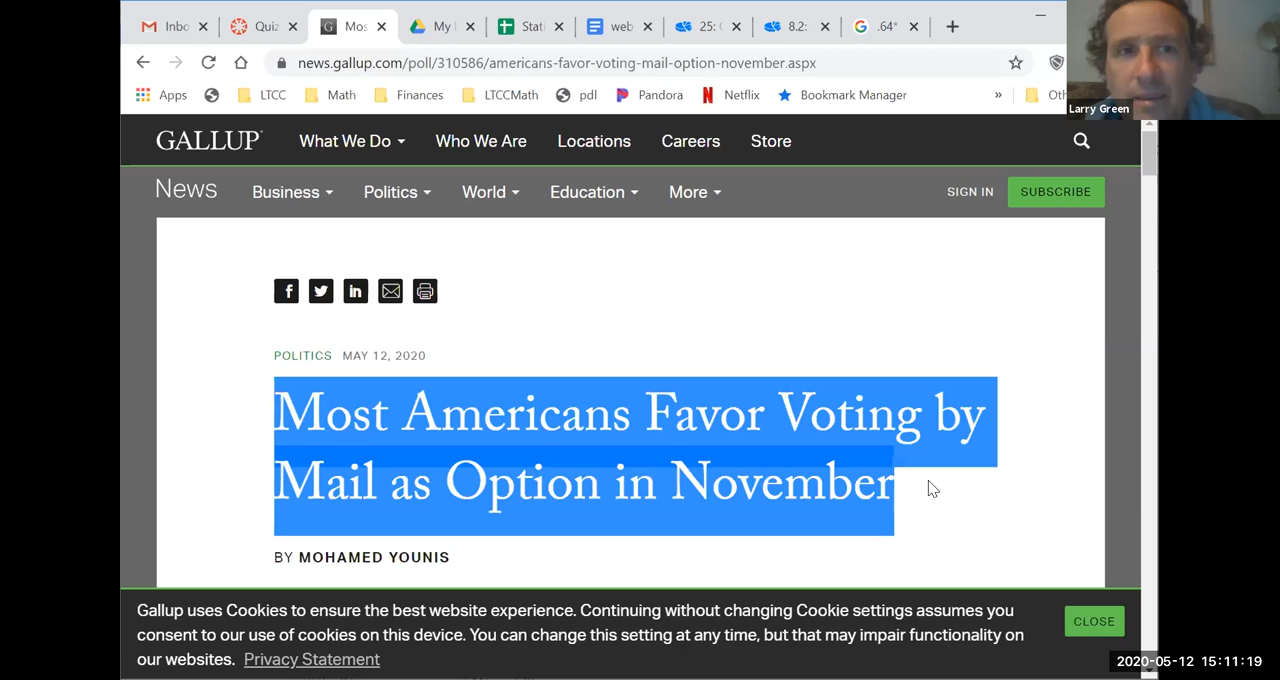 Inbo
Quiz
Mos
My
Stati
web
25: (
8.2:
.64*
news.gallup.com/poll/310586/americans-favor-voting-mail-option-november.aspx
Apps
LTCC
Math
Finances
LTCCMath
pdl
Pandora
Netflix
Bookmark Manager
»
Oth
Larry Green
GALLUP
What We Do
Who We Are
Locations
Careers
Store
News
Business
Politics
World
Education
More
SIGN IN
SUBSCRIBE
POLITICS MAY 12, 2020
Most Americans Favor Voting by
Mail as Option in November
BY MOHAMED YOUNIS
Gallup uses Cookies to ensure the best website experience. Continuing without changing Cookie settings assumes you
consent to our use of cookies on this device. You can change this setting at any time, but that may impair functionality on
our websites. Privacy Statement
CLOSE
2020-05-12 15:11:19